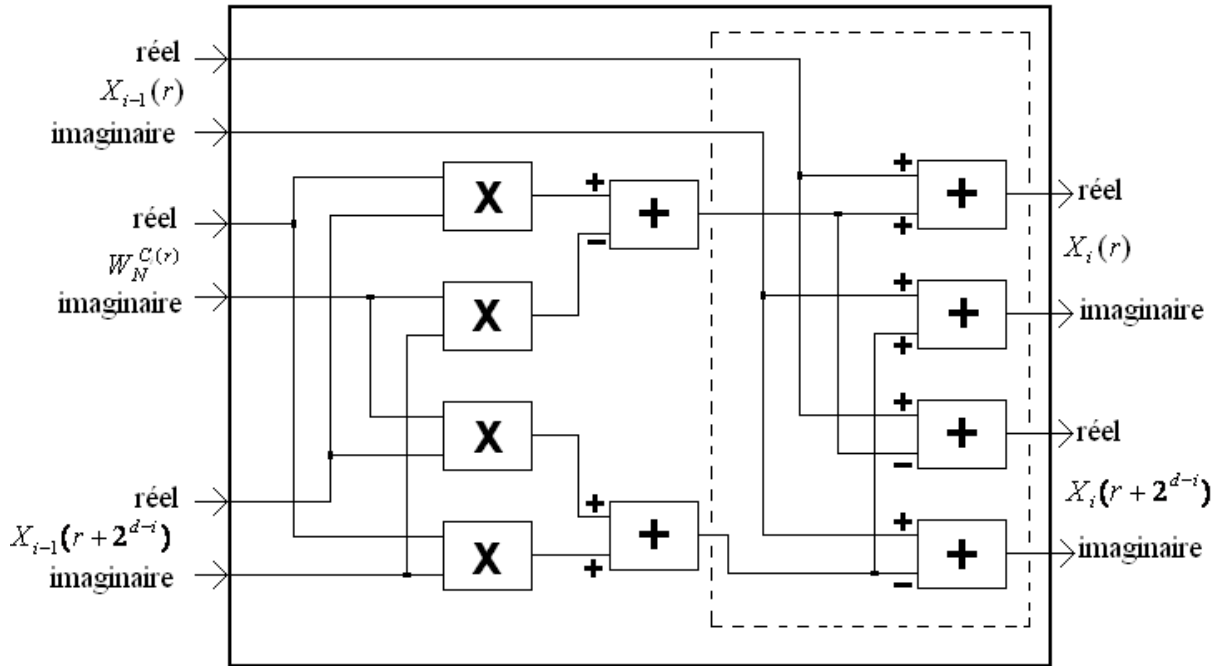 réel
X_{i-1}(r)
imaginaire
réel
W_N^{C_i(r)}
imaginaire
réel
X_{i-1}(r + 2^{d-i})
imaginaire
X
X
X
X
+
-
+
+
+
+
+
+
+
+
+
+
+
-
+
+
-
+
réel
X_i(r)
imaginaire
réel
X_i(r + 2^{d-i})
imaginaire